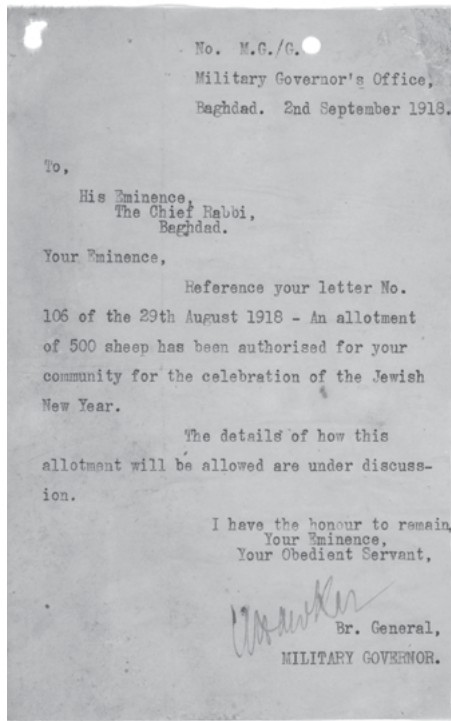 No. M.G./G.
Military Governor's Office,
Baghdad. 2nd September 1918.
To,
His Eminence,
The Chief Rabbi,
Baghdad.
Your Eminence,
Reference your letter No.
106 of the 29th August 1918 - An allotment
of 500 sheep has been authorised for your
community for the celebration of the Jewish
New Year.
The details of how this
allotment will be allowed are under discuss-
ion.
I have the honour to remain,
Your Eminence,
Your Obedient Servant,
Br. General,
MILITARY GOVERNOR.